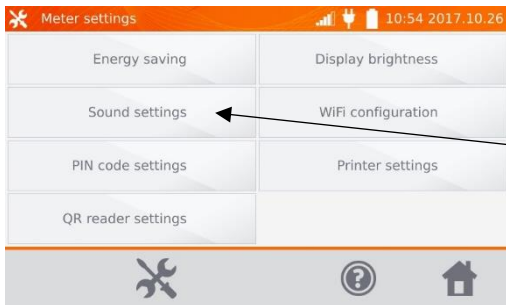 Meter settings 10:54 2017.10.26
Energy saving Display brightness
Sound settings WiFi configuration
PIN code settings Printer settings
QR reader settings
?